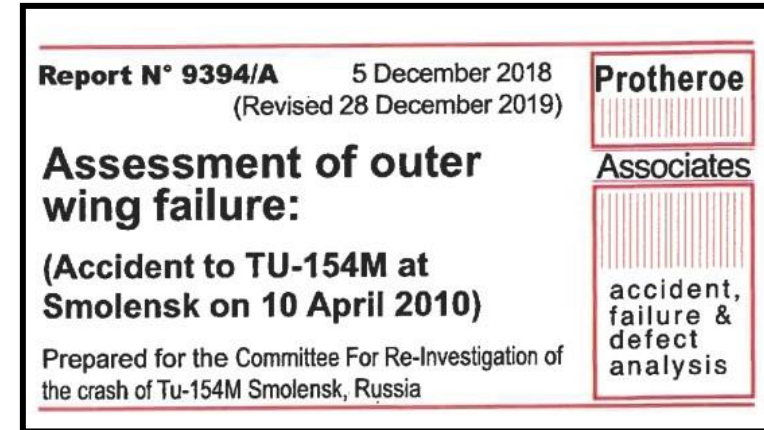 Report N° 9394/A 5 December 2018
(Revised 28 December 2019)
Assessment of outer
wing failure:
(Accident to TU-154M at
Smolensk on 10 April 2010)
Prepared for the Committee For Re-Investigation of
the crash of Tu-154M Smolensk, Russia
Protheroe
Associates
accident,
failure &
defect
analysis